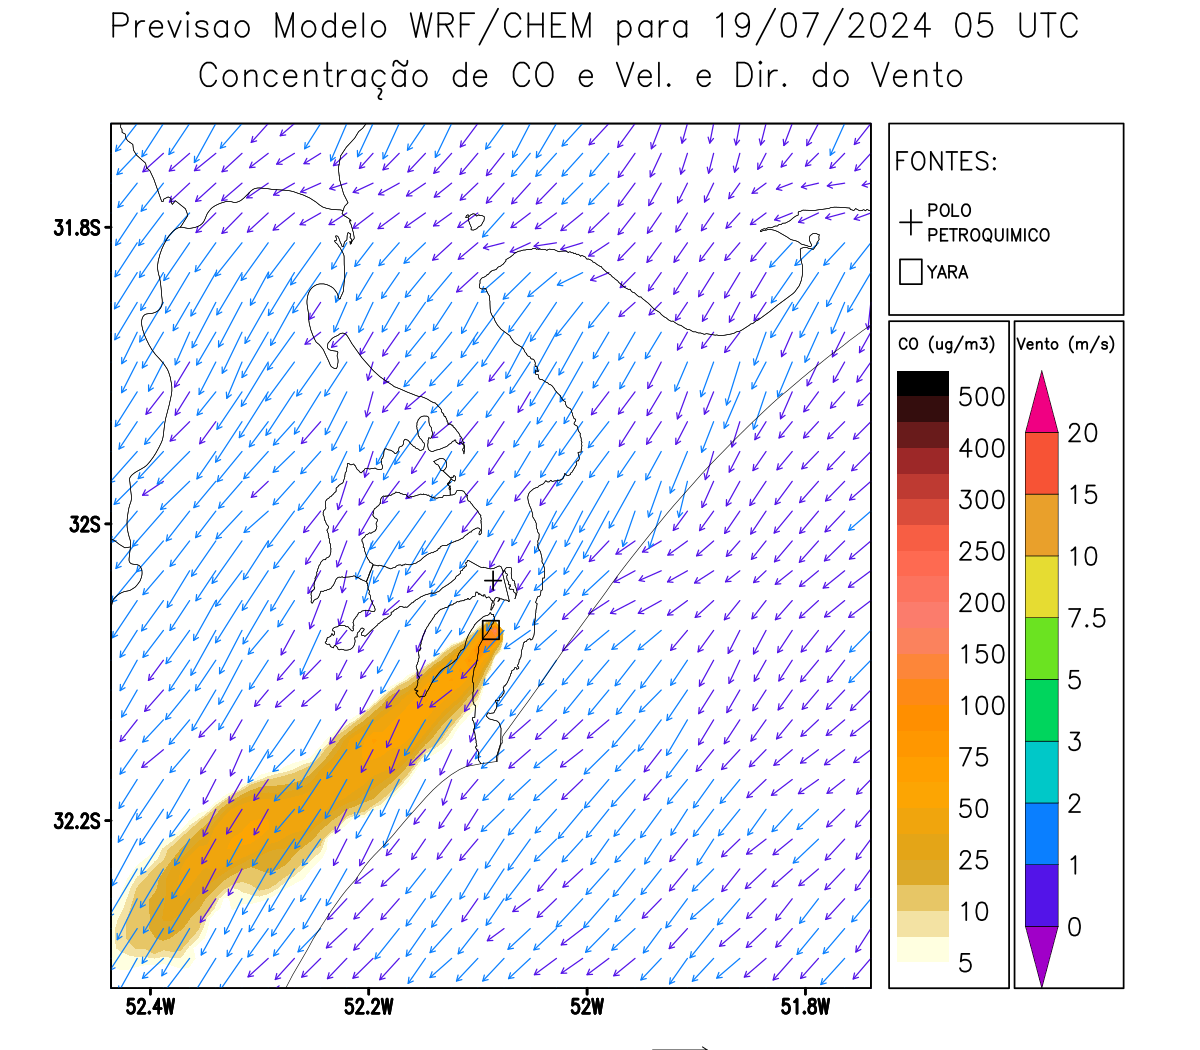 Previsao Modelo WRF/CHEM para 19/07/2024 05 UTC
Concentração de CO e Vel. e Dir. do Vento
FONTES:
POLO
PETROQUIMICO
YARA
31.8S
32S
32.2S
52.4W
52.2W
52W
51.8W
CO (ug/m3)
500
400
300
250
200
150
100
75
50
25
10
5
Vento (m/s)
20
15
10
7.5
5
3
2
1
0